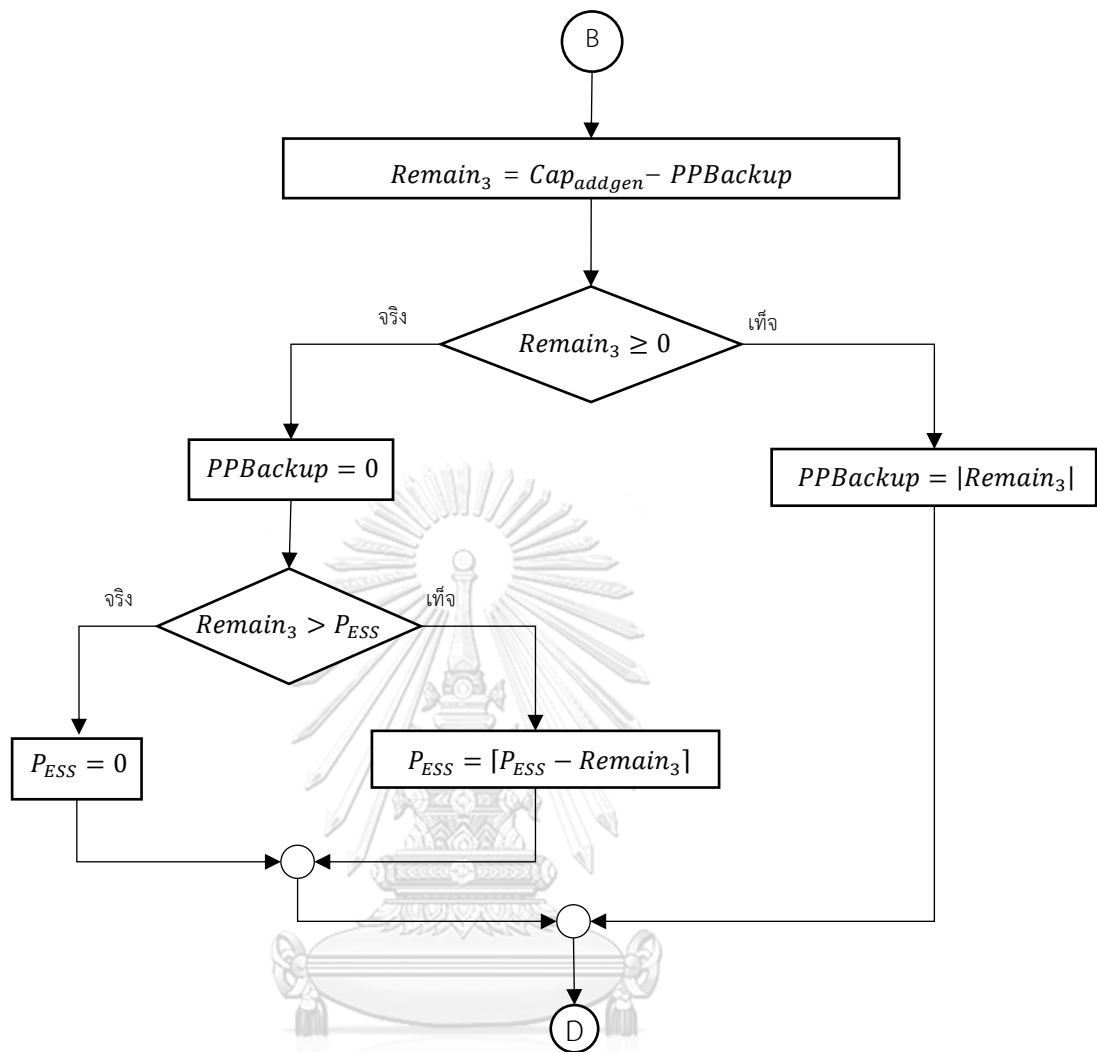 B
Remain₃ = Cap_addgen − PPBackup
จริง
เท็จ
Remain₃ ≥ 0
PPBackup = 0
PPBackup = |Remain₃|
จริง
เท็จ
Remain₃ > P_ESS
P_ESS = 0
P_ESS = ⌈P_ESS − Remain₃⌉
D